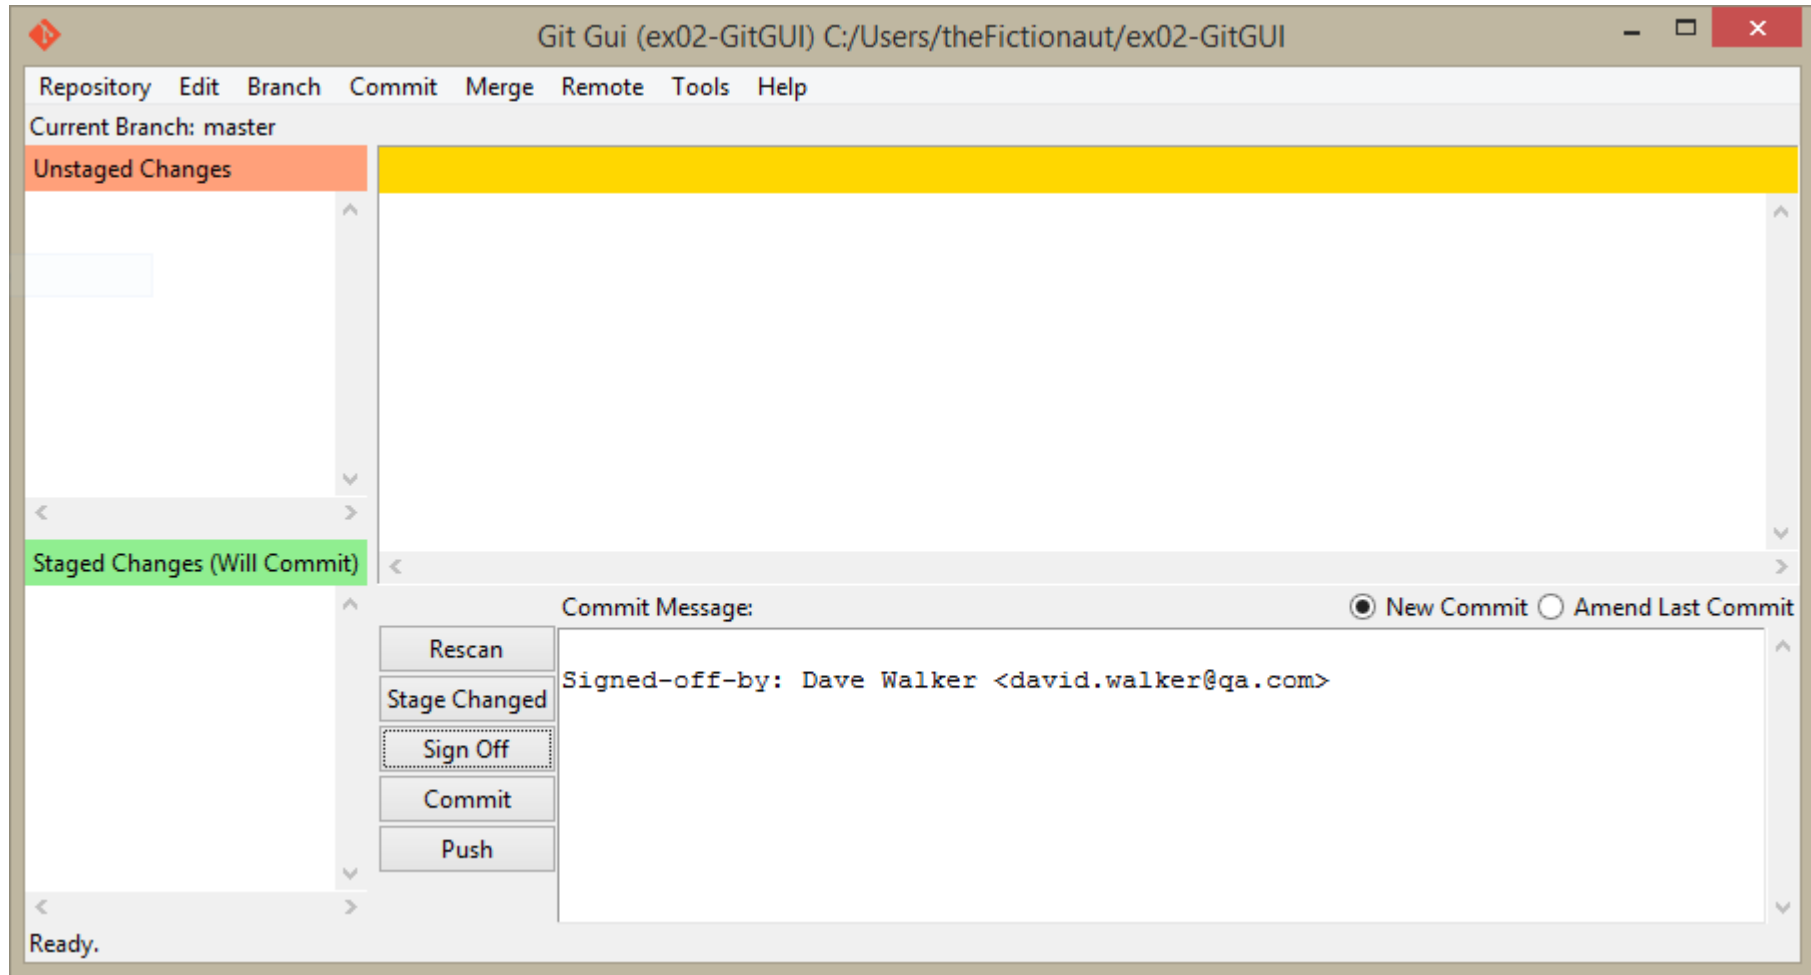 Git Gui (ex02-GitGUI) C:/Users/theFictionaut/ex02-GitGUI
Repository Edit Branch Commit Merge Remote Tools Help
Current Branch: master
Unstaged Changes
Staged Changes (Will Commit)
Commit Message:
New Commit Amend Last Commit
Rescan
Stage Changed
Sign Off
Commit
Push
Signed-off-by: Dave Walker <david.walker@qa.com>
Ready.